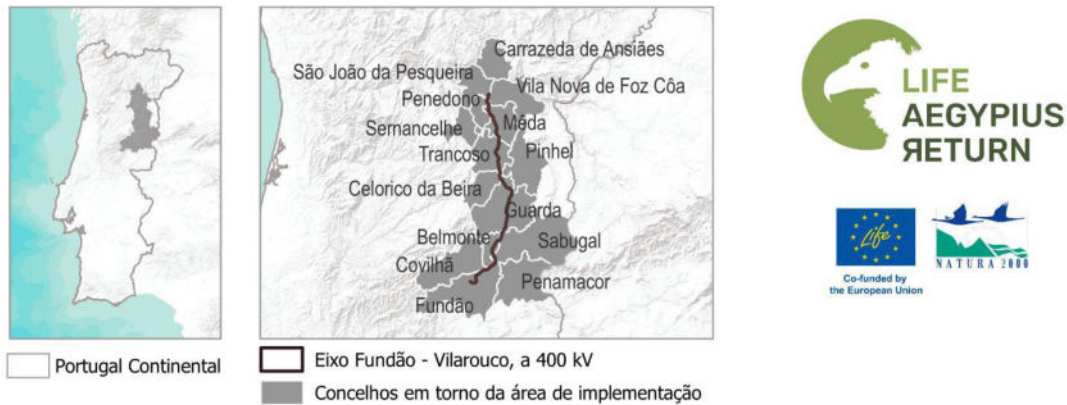 Carrazeda de Ansiães
São João da Pesqueira
Vila Nova de Foz Côa
Penedono
Mêda
Sernancelhe
Trancoso
Pinhel
Celorico da Beira
Guarda
Belmonte
Sabugal
Covilhã
Penamacor
Fundão
Portugal Continental
Eixo Fundão - Vilarouco, a 400 kV
Concelhos em torno da área de implementação
LIFE
AEGYPIUS
ЯETURN
Life
Co-funded by
the European Union
NATURA 2000